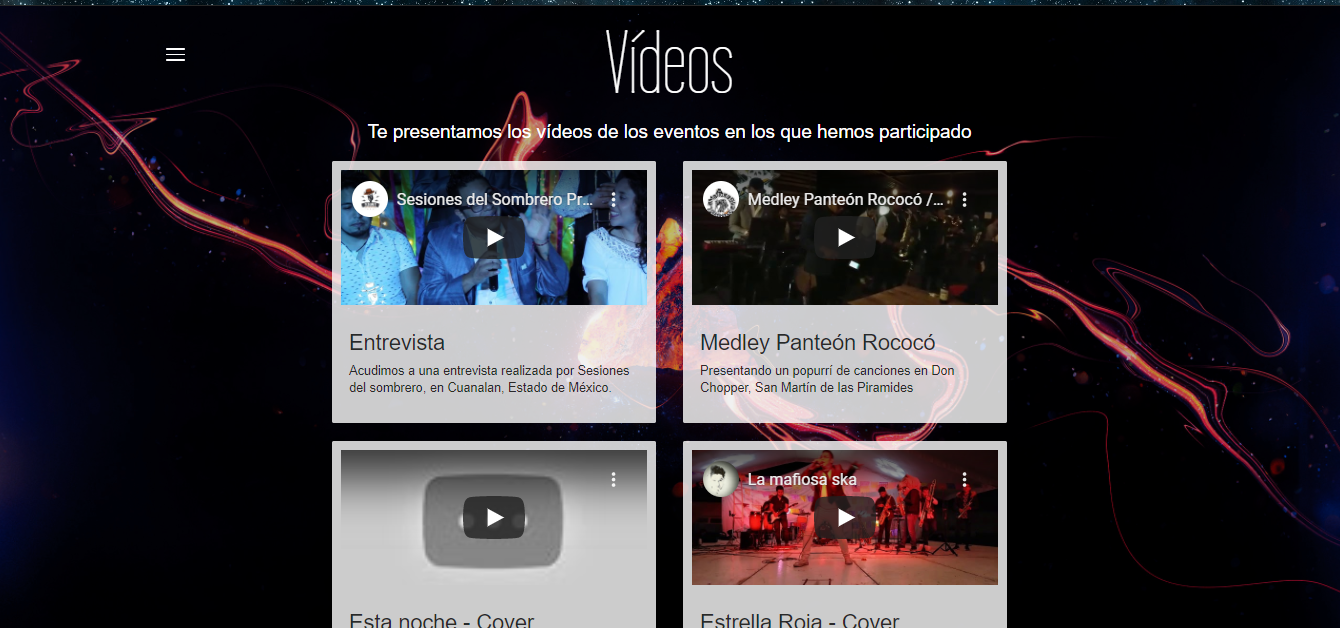 Vídeos
Te presentamos los vídeos de los eventos en los que hemos participado
Sesiones del Sombrero Pr...
Medley Panteón Rococó /...
Entrevista
Acudimos a una entrevista realizada por Sesiones
del sombrero, en Cuanalan, Estado de México.
Medley Panteón Rococó
Presentando un popurrí de canciones en Don
Chopper, San Martín de las Piramides
La mafiosa ska
Esta noche - Cover
Estrella Roja - Cover